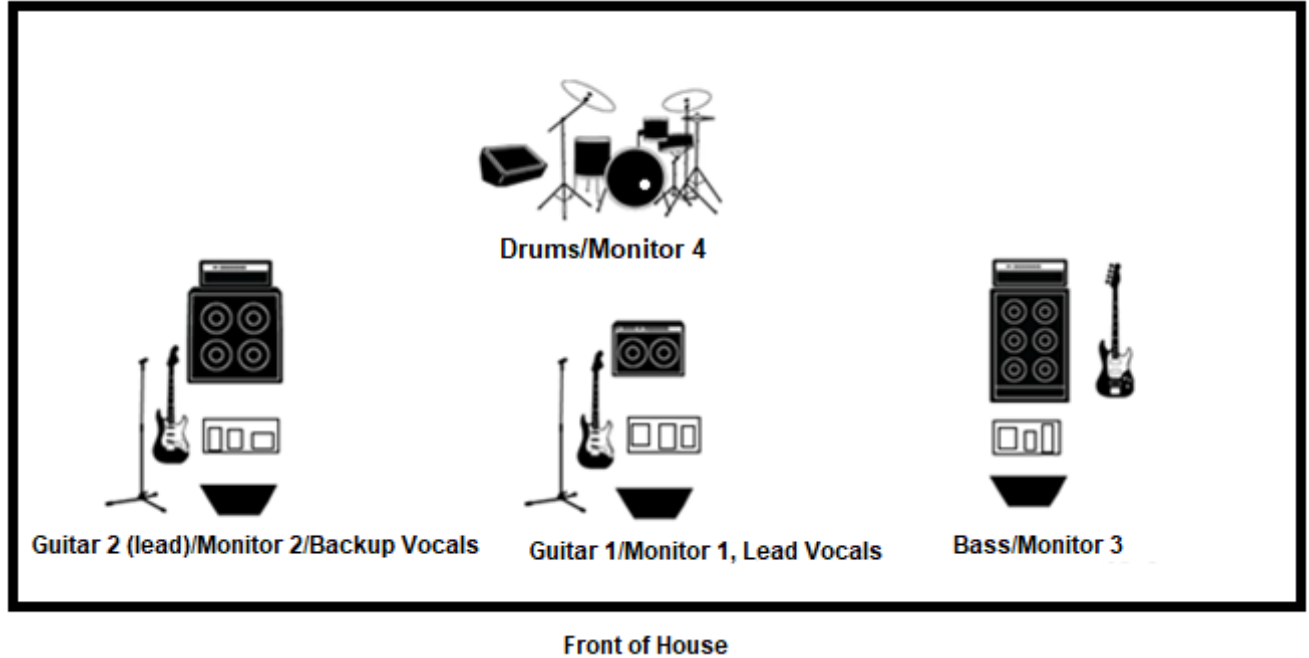 Drums/Monitor 4
Guitar 2 (lead)/Monitor 2/Backup Vocals
Guitar 1/Monitor 1, Lead Vocals
Bass/Monitor 3
Front of House